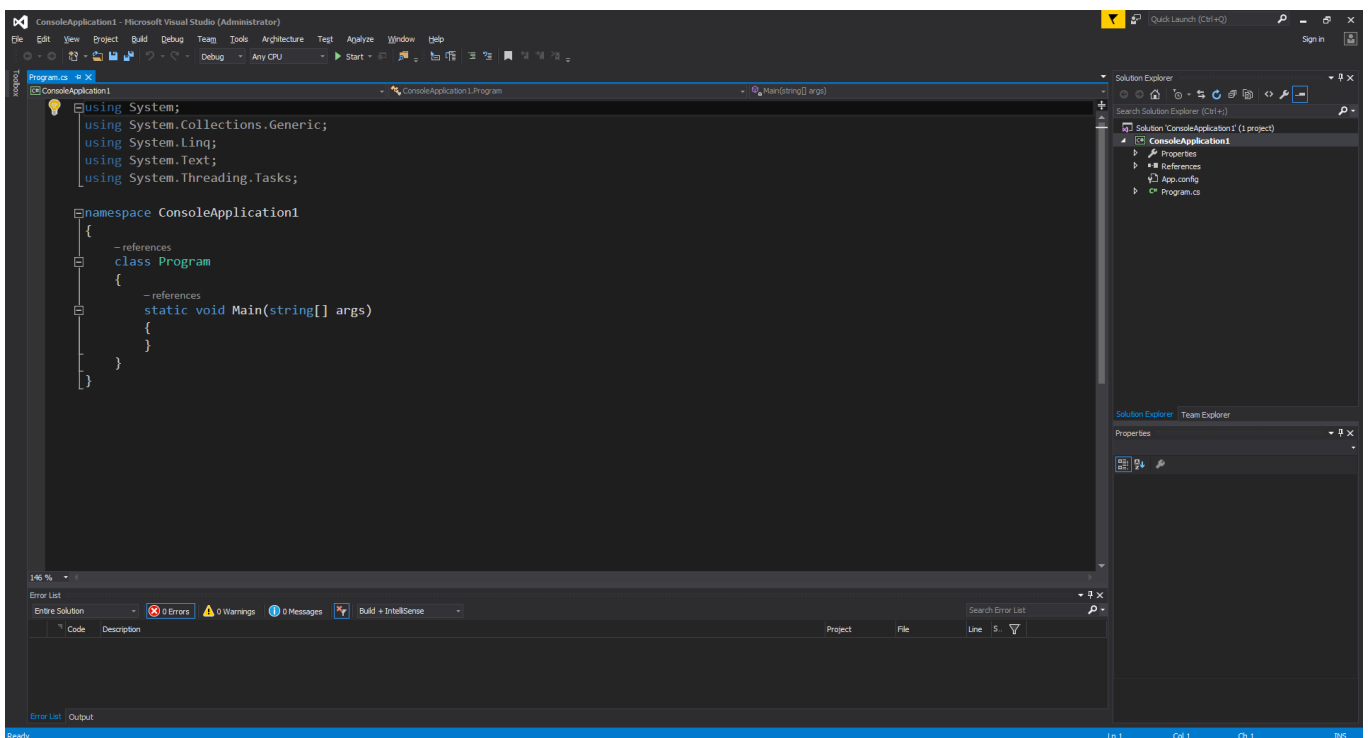 ConsoleApplication1 - Microsoft Visual Studio (Administrator)
Quick Launch (Ctrl+Q)
File Edit View Project Build Debug Team Tools Architecture Test Analyze Window Help
Sign in
Debug Any CPU Start
Toolbox
Program.cs
ConsoleApplication1 ConsoleApplication1.Program Main(string[] args)
using System;
using System.Collections.Generic;
using System.Linq;
using System.Text;
using System.Threading.Tasks;
namespace ConsoleApplication1
{
– references
class Program
{
– references
static void Main(string[] args)
{
}
}
}
146 %
Solution Explorer
Search Solution Explorer (Ctrl+;)
Solution 'ConsoleApplication1' (1 project)
ConsoleApplication1
Properties
References
App.config
C# Program.cs
Solution Explorer Team Explorer
Properties
Error List
Entire Solution 0 Errors 0 Warnings 0 Messages Build + IntelliSense Search Error List
Code Description Project File Line S..
Error List Output
Ready Ln 1 Col 1 Ch 1 INS